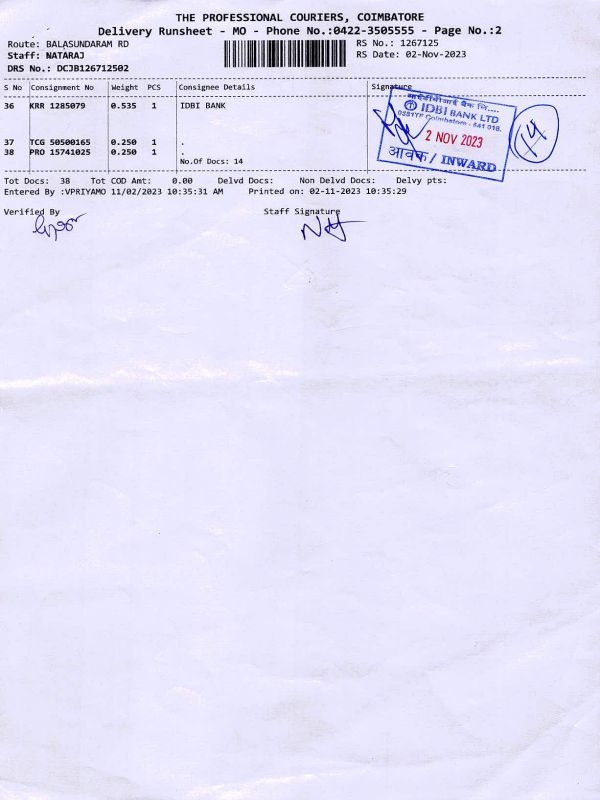 THE PROFESSIONAL COURIERS, COIMBATORE
Delivery Runsheet - MO - Phone No.:0422-3505555 - Page No.:2
Route: BALASUNDARAM RD RS No.: 1267125
Staff: NATARAJ RS Date: 02-Nov-2023
DRS No.: DCJB126712502
S No Consignment No Weight PCS Consignee Details Signature
36 KRR 1285079 0.535 1 IDBI BANK
37 TCG 50500165 0.250 1 .
38 PRO 15741025 0.250 1 .
No.Of Docs: 14
आईडीबीआई बैंक लि....
IDBI BANK LTD
Coimbatore - 641 018.
2 NOV 2023
आवक / INWARD
14
Tot Docs: 38 Tot COD Amt: 0.00 Delvd Docs: Non Delvd Docs: Delvy pts:
Entered By :VPRIYAMO 11/02/2023 10:35:31 AM Printed on: 02-11-2023 10:35:29
Verified By Staff Signature